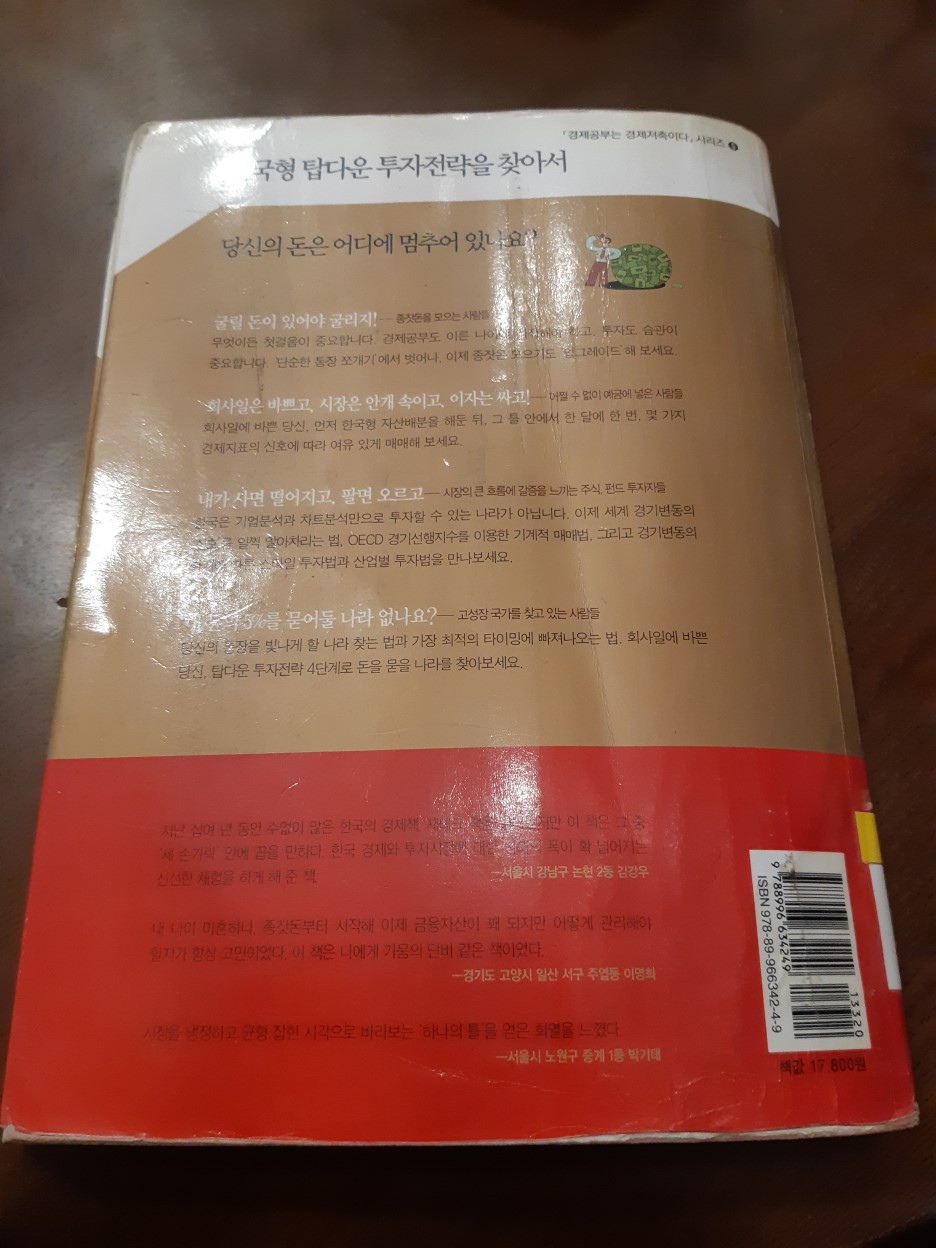 「경제공부는 경제저축이다」 시리즈 5
국형 탑다운 투자전략을 찾아서
당신의 돈은 어디에 멈추어 있나요?
굴릴 돈이 있어야 굴리지! — 종잣돈을 모으는 사람들
무엇이든 첫걸음이 중요합니다. 경제공부도 이른 하고, 투자도 습관이
중요합니다. '단순한 통장 쪼개기'에서 벗어나, 이제 종잣돈 모으기도 '업그레이드'해 보세요.
회사일은 바쁘고, 시장은 안개 속이고, 이자는 싸고! — 어쩔 수 없이 예금에 넣은 사람들
회사일에 바쁜 당신, 먼저 한국형 자산배분을 해둔 뒤, 그 틀 안에서 한 달에 한 번, 몇 가지
경제지표의 신호에 따라 여유 있게 매매해 보세요.
내가 사면 떨어지고, 팔면 오르고 — 시장의 큰 흐름에 갈증을 느끼는 주식, 펀드 투자자들
한국은 기업분석과 차트분석만으로 투자할 수 있는 나라가 아닙니다. 이제 세계 경기변동의
신호를 일찍 알아차리는 법, OECD 경기선행지수를 이용한 기계적 매매법, 그리고 경기변동의
스타일 투자법과 산업별 투자법을 만나보세요.
5%를 묻어둘 나라 없나요? — 고성장 국가를 찾고 있는 사람들
당신의 통장을 빛나게 할 나라 찾는 법과 가장 최적의 타이밍에 빠져나오는 법, 회사일에 바쁜
당신, 탑다운 투자전략 4단계로 돈을 묻을 나라를 찾아보세요.
지난 십여 년 동안 수없이 많은 한국의 경제책, 이 책은 그 중
'세 손가락' 안에 꼽을 만하다. 한국 경제와 확 넓어지는
신선한 체험을 하게 해 준 책.
—서울시 강남구 논현 2동 김강우
내 나이 마흔하나, 종잣돈부터 시작해 이제 금융자산이 꽤 되지만 어떻게 관리해야
할지가 항상 고민이었다. 이 책은 나에게 가뭄의 단비 같은 책이었다.
—경기도 고양시 일산 서구 주엽동 이명희
시장을 냉정하고 균형 잡힌 시각으로 바라보는 '하나의 틀'을 얻은 희열을 느꼈다.
—서울시 노원구 중계 1동 박기태
9 788996 634249
13320
ISBN 978-89-966342-4-9
책값 17,800원